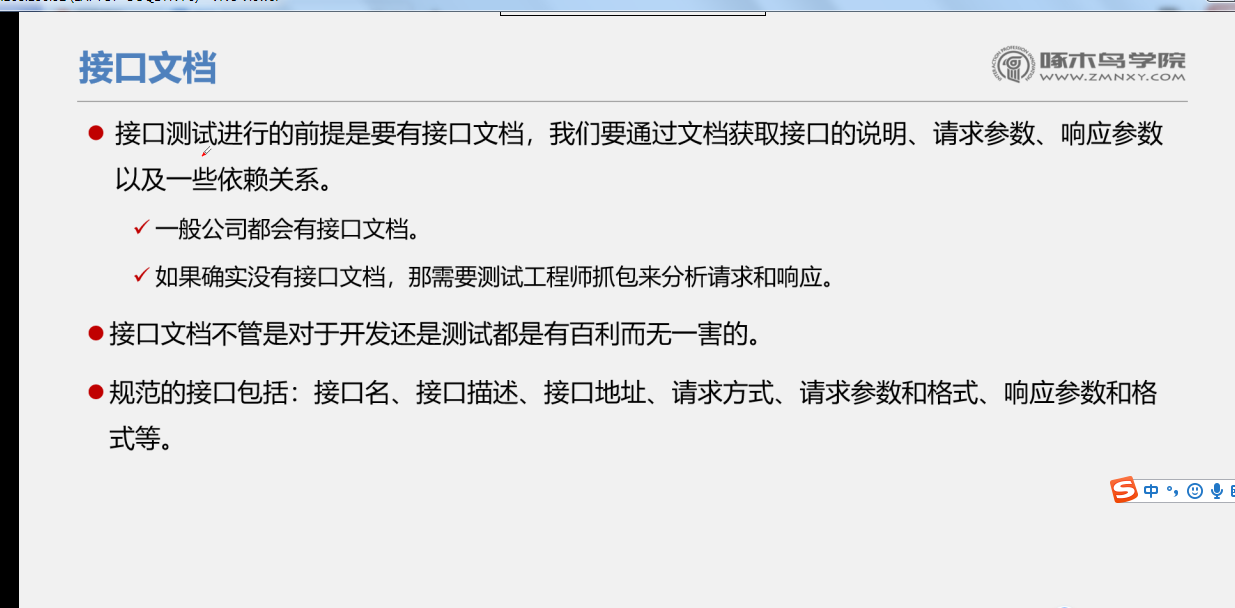 接口文档
啄木鸟学院
WWW.ZMNXY.COM
接口测试进行的前提是要有接口文档，我们要通过文档获取接口的说明、请求参数、响应参数
以及一些依赖关系。
一般公司都会有接口文档。
如果确实没有接口文档，那需要测试工程师抓包来分析请求和响应。
接口文档不管是对于开发还是测试都是有百利而无一害的。
规范的接口包括：接口名、接口描述、接口地址、请求方式、请求参数和格式、响应参数和格
式等。
中